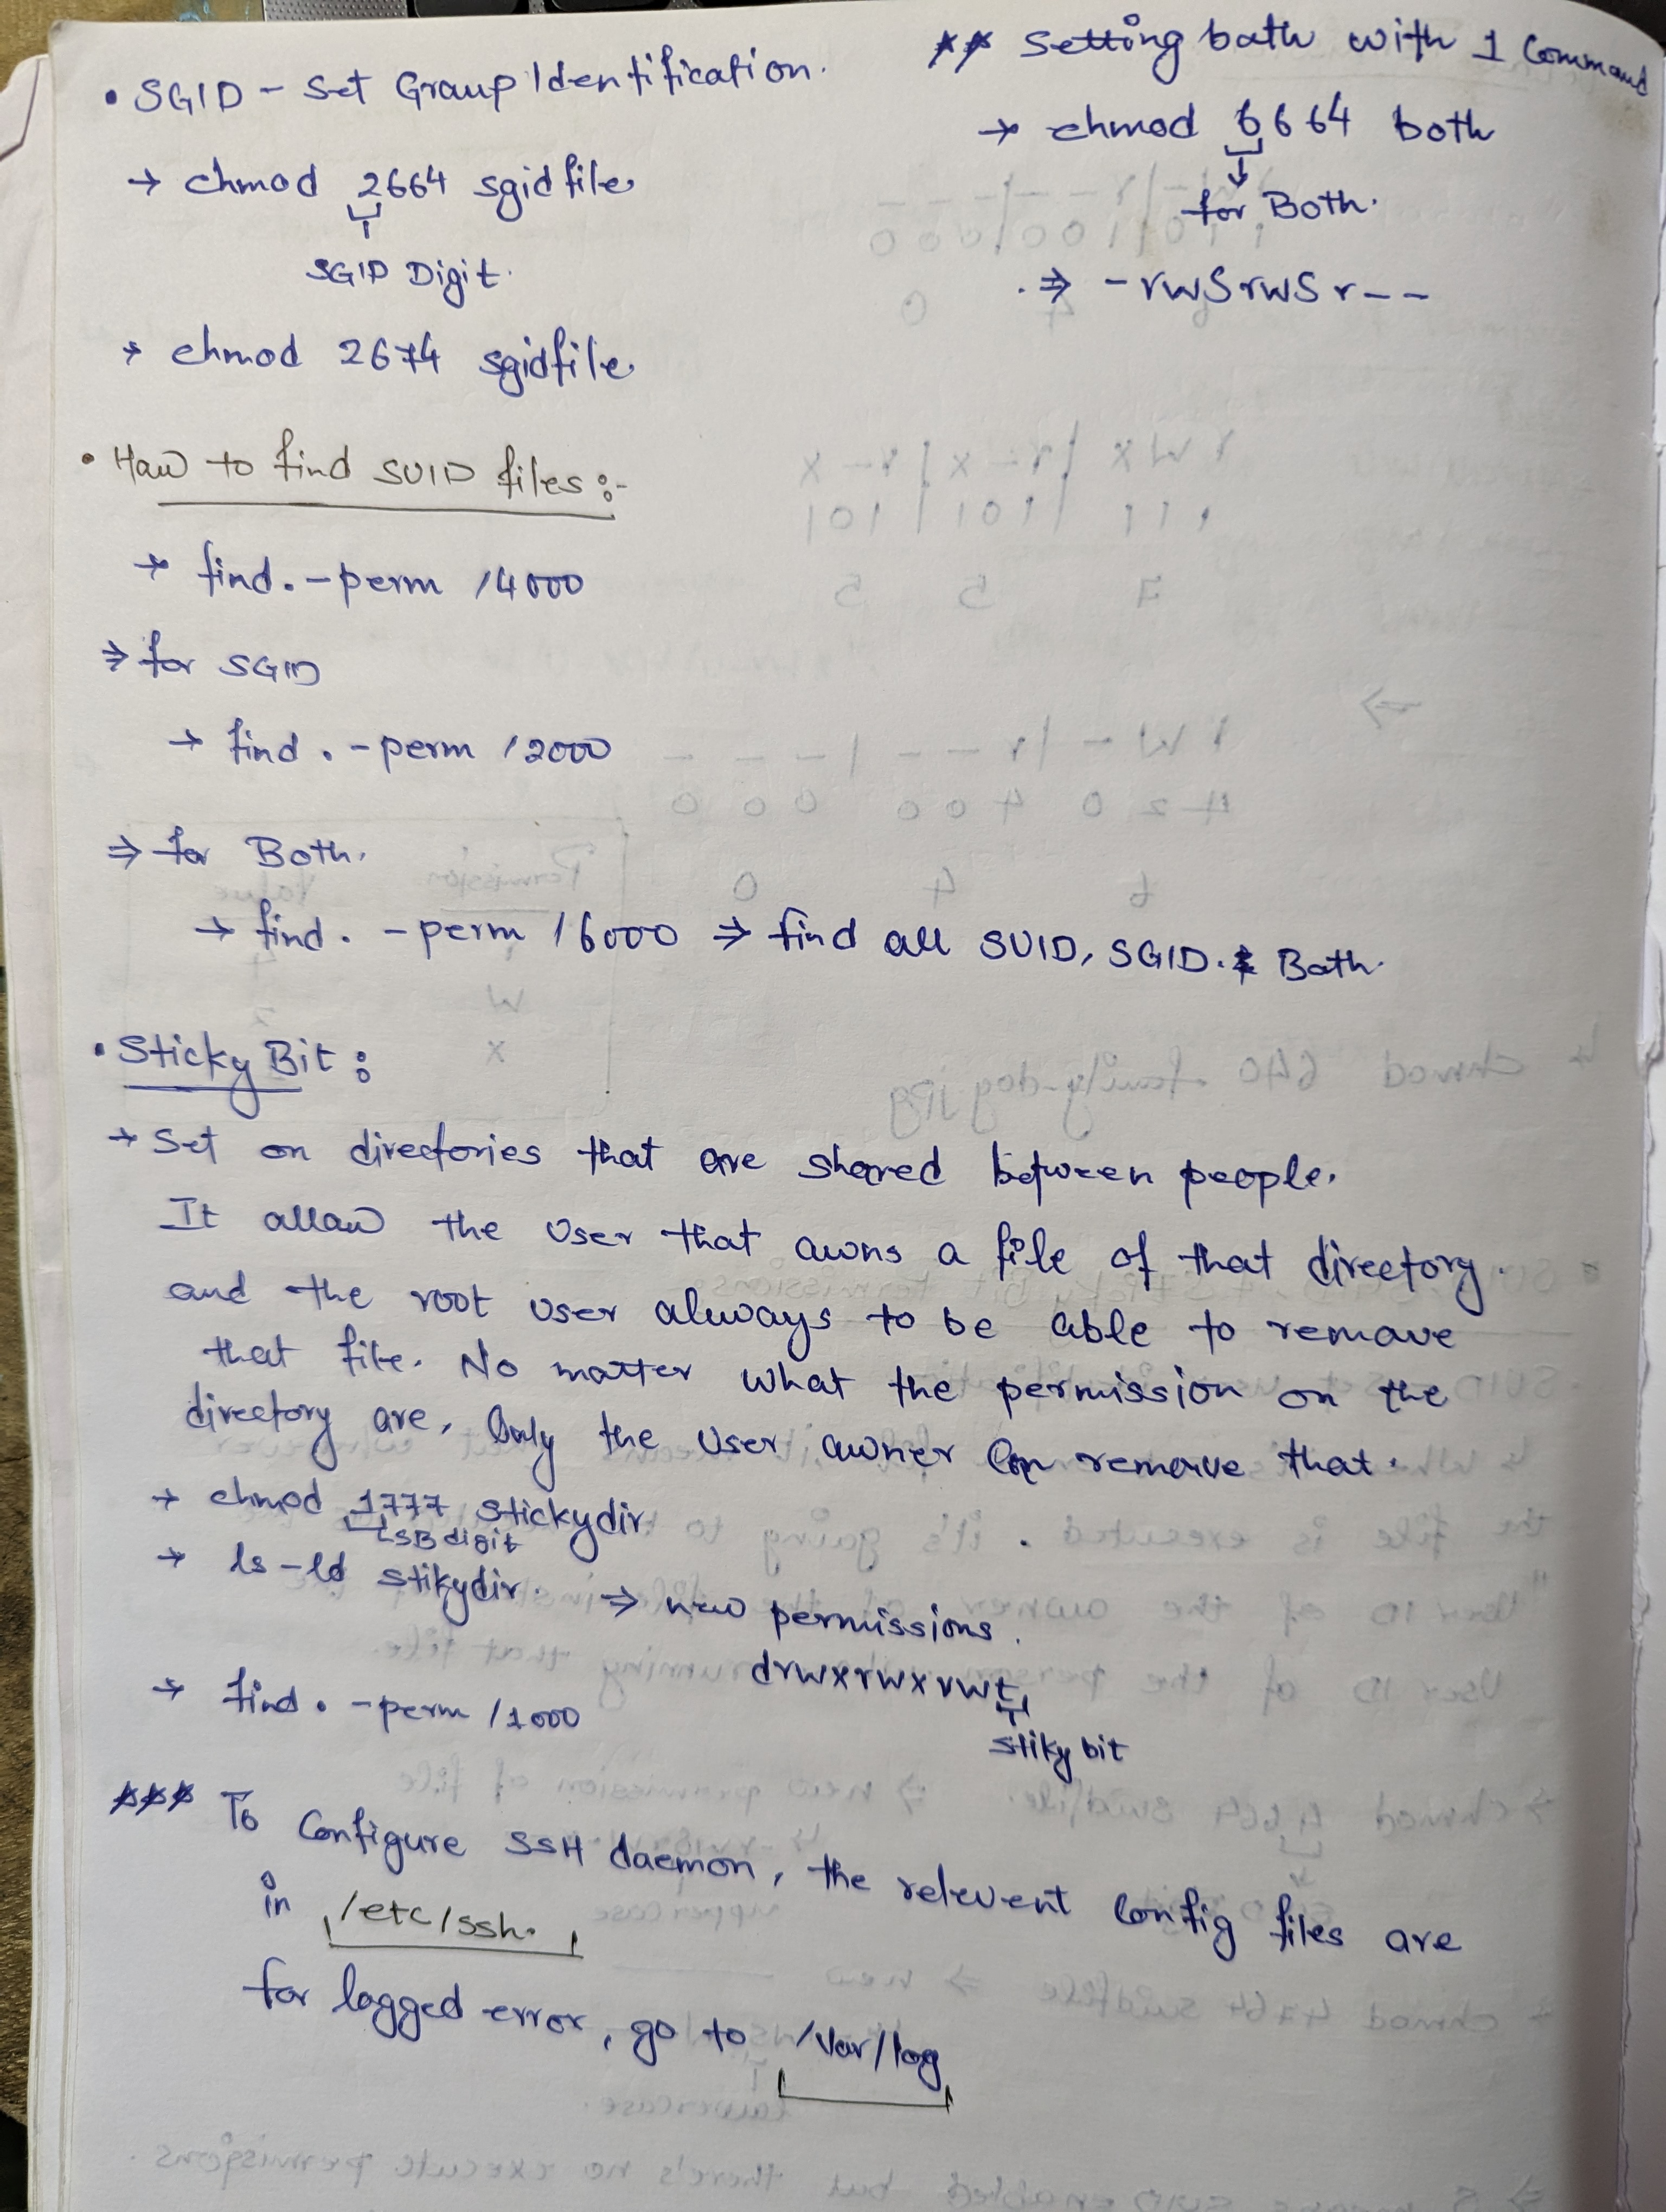 • SGID - Set Group Identification.
→ chmod 2664 sgidfile
SGID Digit.
→ chmod 2674 sgidfile
** Setting both with 1 Command
→ chmod 6664 both
for Both.
⇒ -rwSrwSr--
• How to find SUID files:-
→ find . -perm /4000
⇒ for SGID
→ find . -perm /2000
⇒ for Both.
→ find . -perm /6000 ⇒ find all SUID, SGID. & Both.
• Sticky Bit:
→ Set on directories that are shared between people.
It allow the user that owns a file of that directory.
and the root user always to be able to remove
that file. No matter what the permission on the
directory are, Only the user owner can remove that.
→ chmod 1777 stickydir
SB digit
→ ls -ld stikydir. ⇒ new permissions.
drwxrwxrwt
stiky bit
→ find . -perm /1000
*** To Configure SSH daemon, the relevent Config files are
in /etc/ssh.
for logged error, go to /var/log